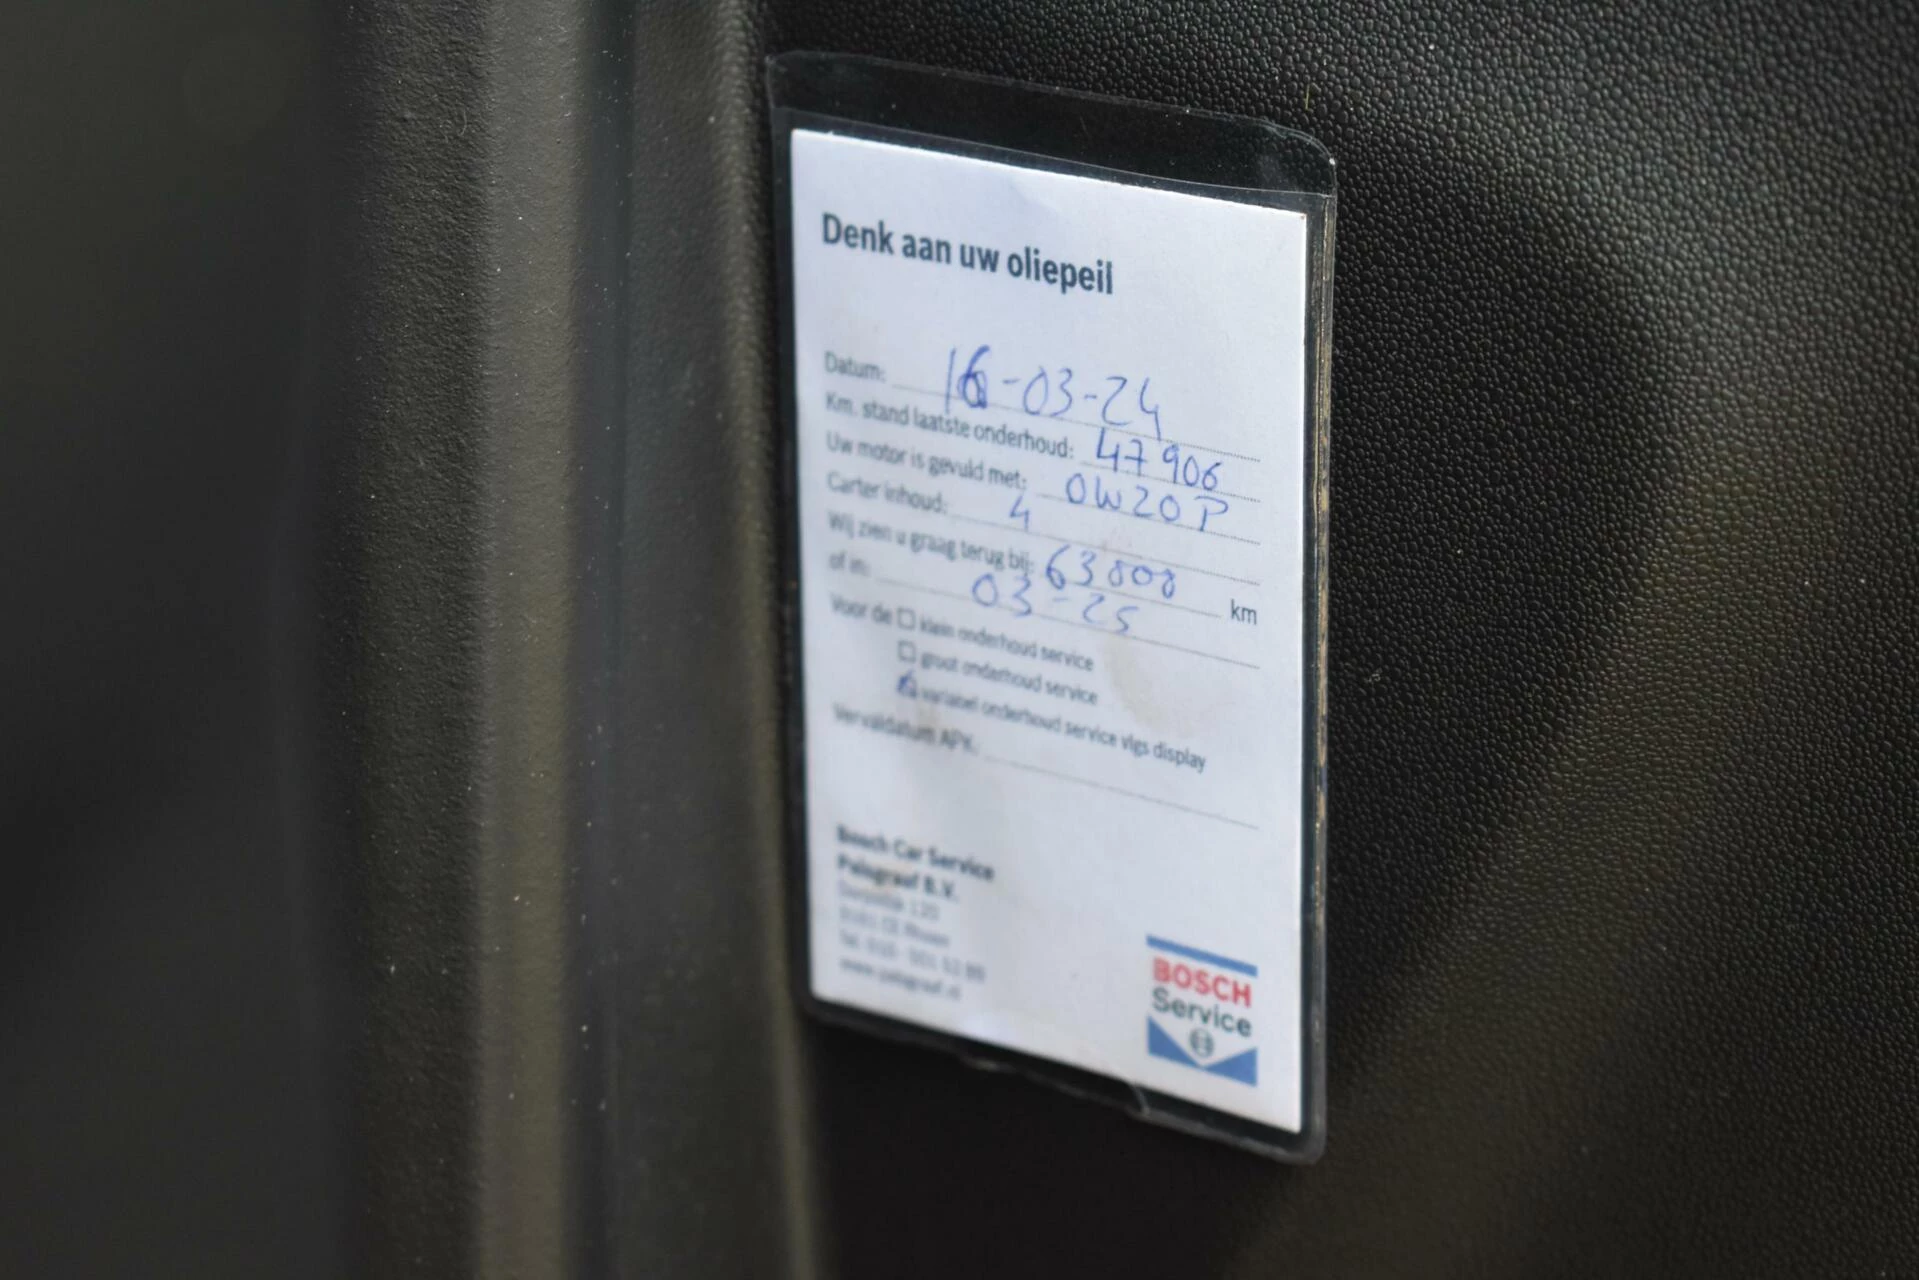 Denk aan uw oliepeil
Datum: 16-03-24
Km. stand laatste onderhoud: 47906
Uw motor is gevuld met: 0W20P
Carter inhoud: 4
Wij zien u graag terug bij: 63000 km
of in: 03-25
Voor de klein onderhoud service
groot onderhoud service
variabel onderhoud service vlgs display
Vervaldatum APK:
Bosch Car Service
B.V.
BOSCH
Service